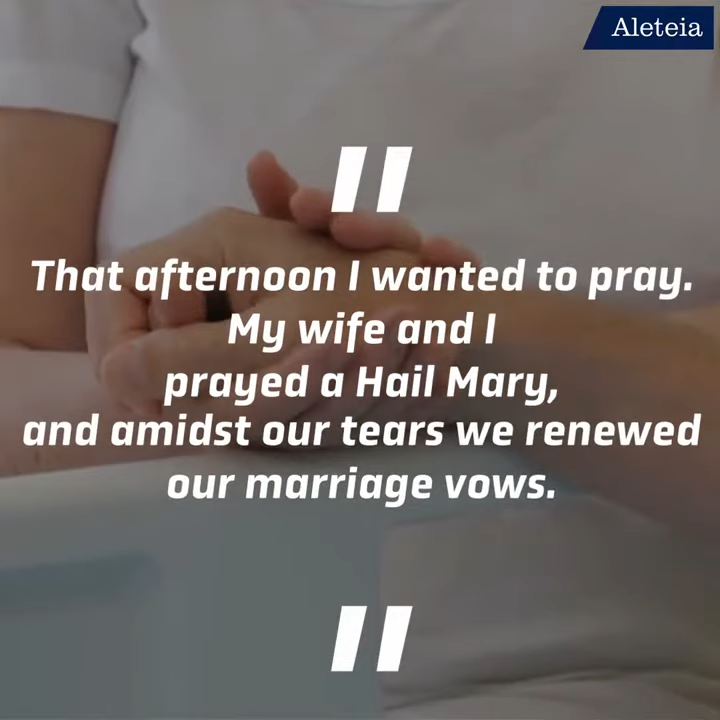 Aleteia
"
That afternoon I wanted to pray.
My wife and I
prayed a Hail Mary,
and amidst our tears we renewed
our marriage vows.
"